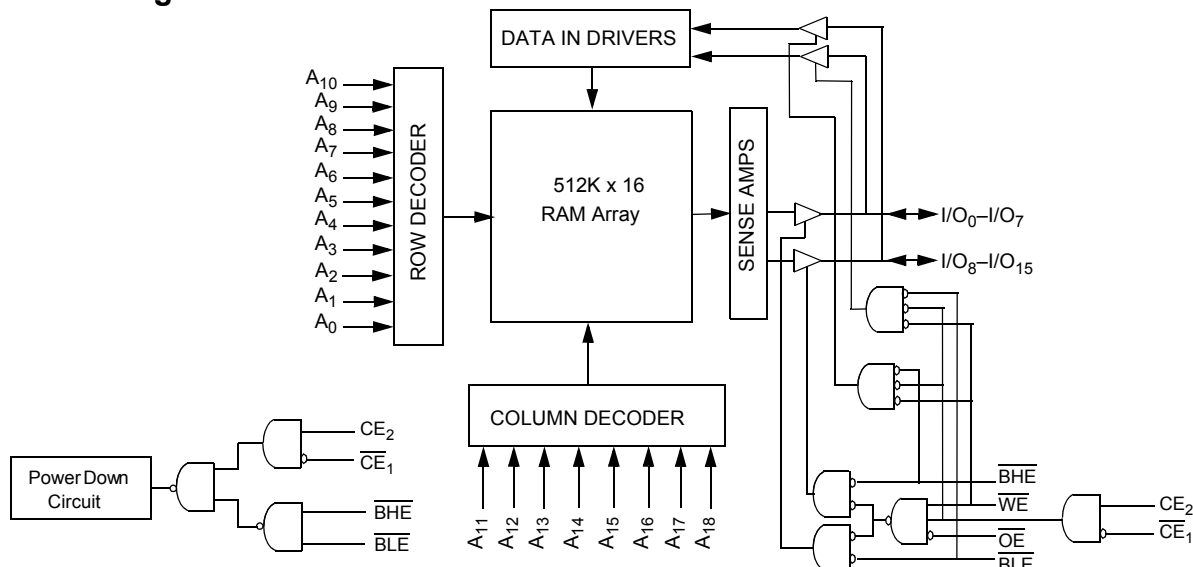 DATA IN DRIVERS
A10
A9
A8
A7
A6
A5
A4
A3
A2
A1
A0
ROW DECODER
512K x 16
RAM Array
SENSE AMPS
I/O0–I/O7
I/O8–I/O15
COLUMN DECODER
A11
A12
A13
A14
A15
A16
A17
A18
Power Down
Circuit
CE2
CE1
BHE
BLE
BHE
WE
OE
BLE
CE2
CE1